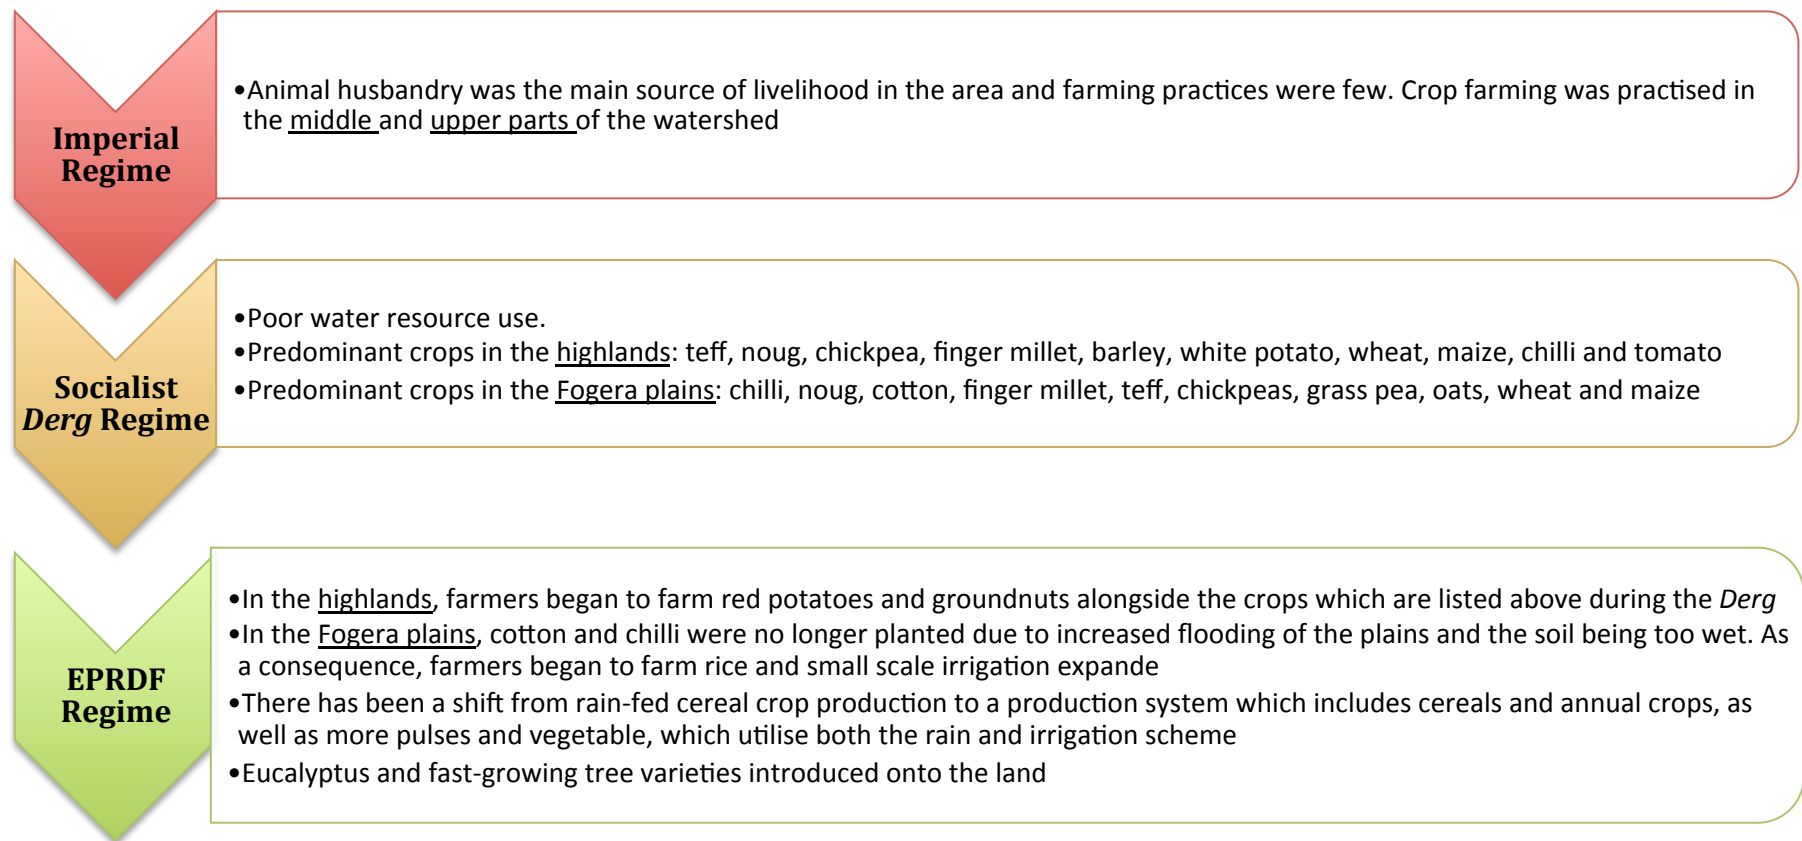 Imperial
Regime
•Animal husbandry was the main source of livelihood in the area and farming practices were few. Crop farming was practised in
the middle and upper parts of the watershed
Socialist
Derg Regime
•Poor water resource use.
•Predominant crops in the highlands: teff, noug, chickpea, finger millet, barley, white potato, wheat, maize, chilli and tomato
•Predominant crops in the Fogera plains: chilli, noug, cotton, finger millet, teff, chickpeas, grass pea, oats, wheat and maize
EPRDF
Regime
•In the highlands, farmers began to farm red potatoes and groundnuts alongside the crops which are listed above during the Derg
•In the Fogera plains, cotton and chilli were no longer planted due to increased flooding of the plains and the soil being too wet. As
a consequence, farmers began to farm rice and small scale irrigation expande
•There has been a shift from rain-fed cereal crop production to a production system which includes cereals and annual crops, as
well as more pulses and vegetable, which utilise both the rain and irrigation scheme
•Eucalyptus and fast-growing tree varieties introduced onto the land